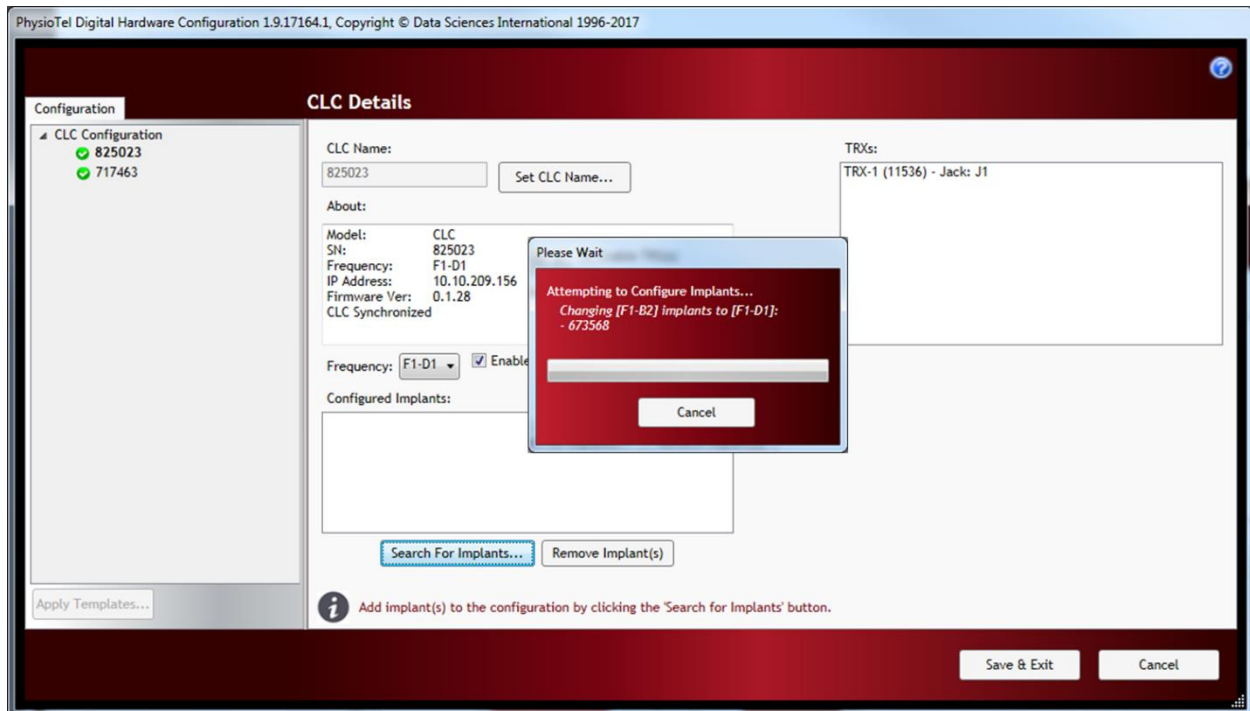 PhysioTel Digital Hardware Configuration 1.9.17164.1, Copyright © Data Sciences International 1996-2017
Configuration
CLC Details
CLC Configuration
825023
717463
CLC Name:
825023
Set CLC Name...
About:
Model: CLC
SN: 825023
Frequency: F1-D1
IP Address: 10.10.209.156
Firmware Ver: 0.1.28
CLC Synchronized
Frequency: F1-D1
Enable
Configured Implants:
Search For Implants...
Remove Implant(s)
Add implant(s) to the configuration by clicking the 'Search for Implants' button.
TRXs:
TRX-1 (11536) - Jack: J1
Please Wait
Attempting to Configure Implants...
Changing [F1-B2] implants to [F1-D1]:
- 673568
Cancel
Apply Templates...
Save & Exit
Cancel